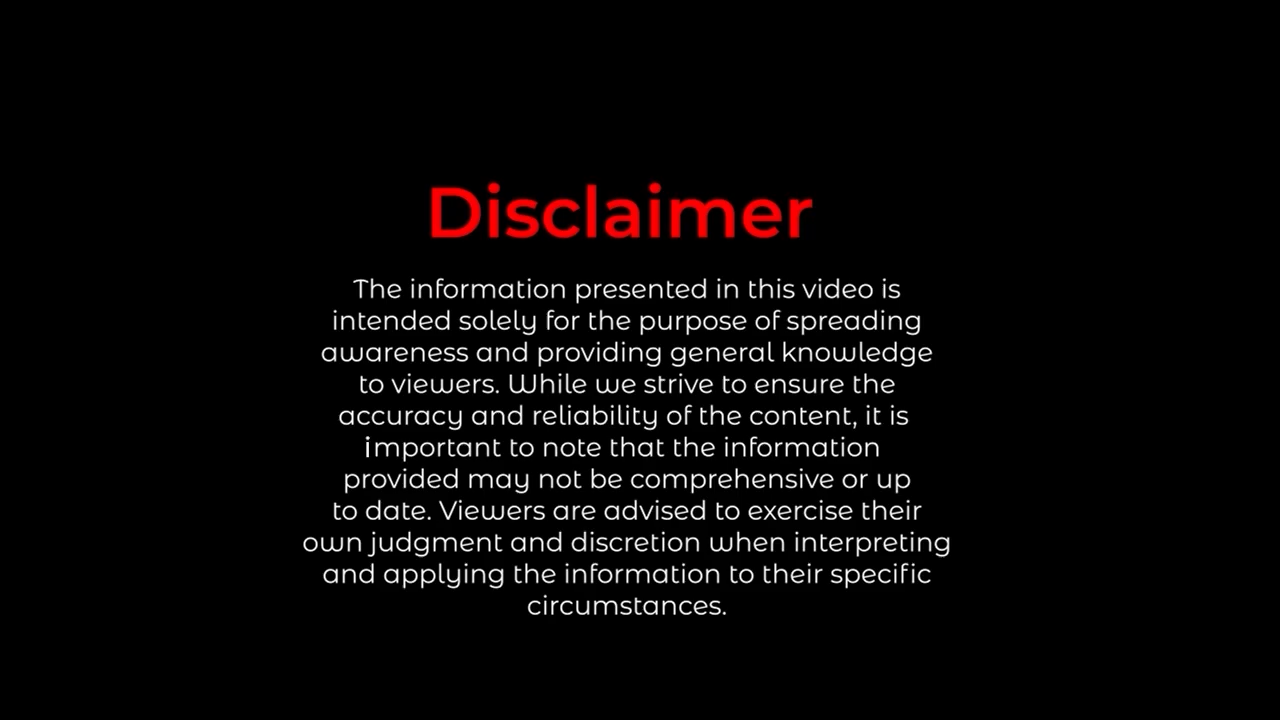 Disclaimer
The information presented in this video is
intended solely for the purpose of spreading
awareness and providing general knowledge
to viewers. While we strive to ensure the
accuracy and reliability of the content, it is
important to note that the information
provided may not be comprehensive or up
to date. Viewers are advised to exercise their
own judgment and discretion when interpreting
and applying the information to their specific
circumstances.